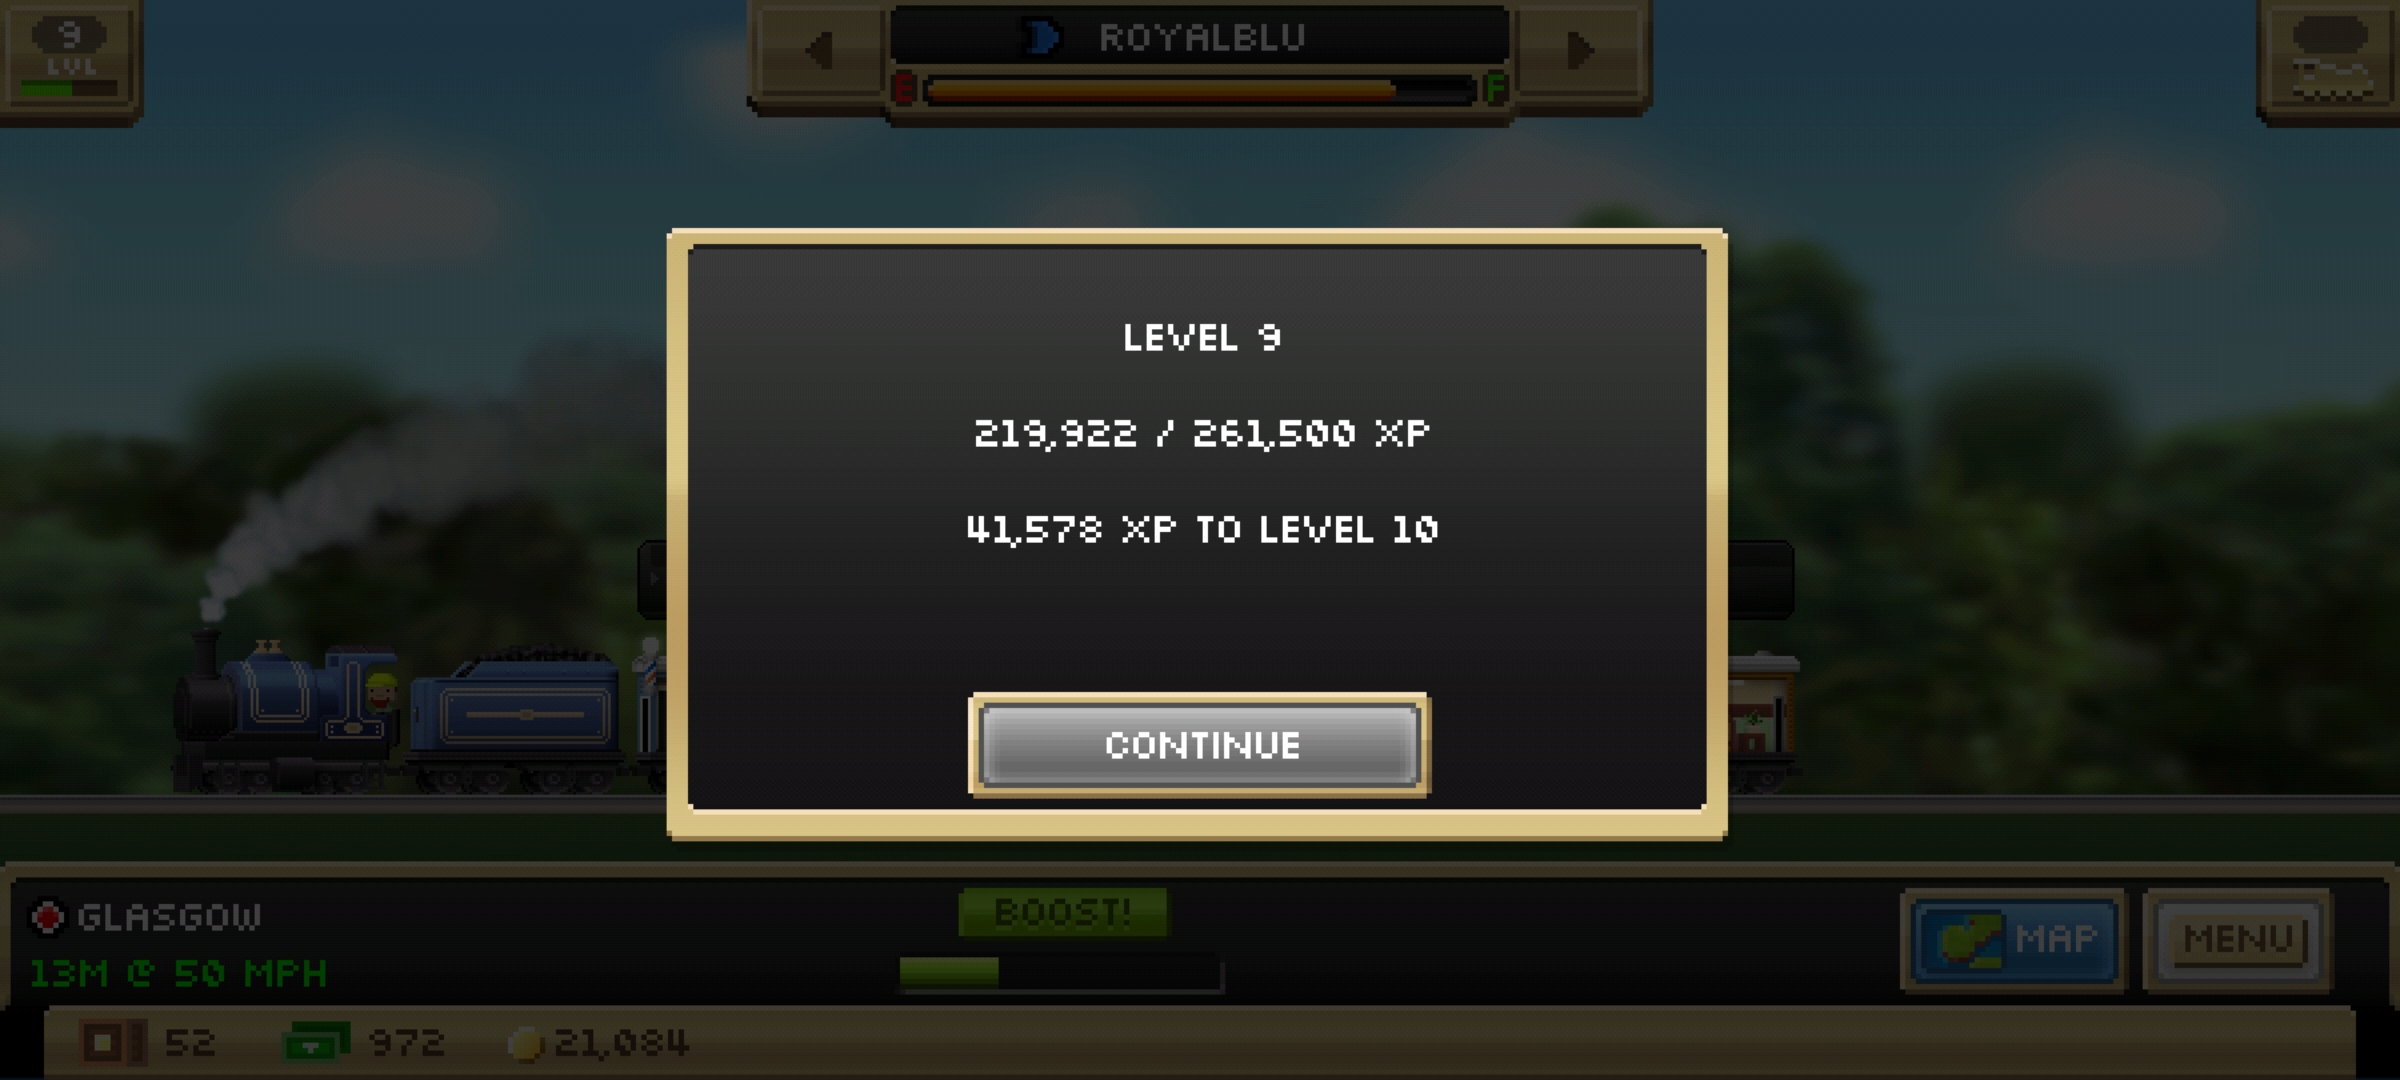 9
LVL
ROYALBLU
E F
LEVEL 9
219,922 / 261,500 XP
41,578 XP TO LEVEL 10
CONTINUE
GLASGOW
13M @ 50 MPH
BOOST!
MAP
MENU
52 972 21,084